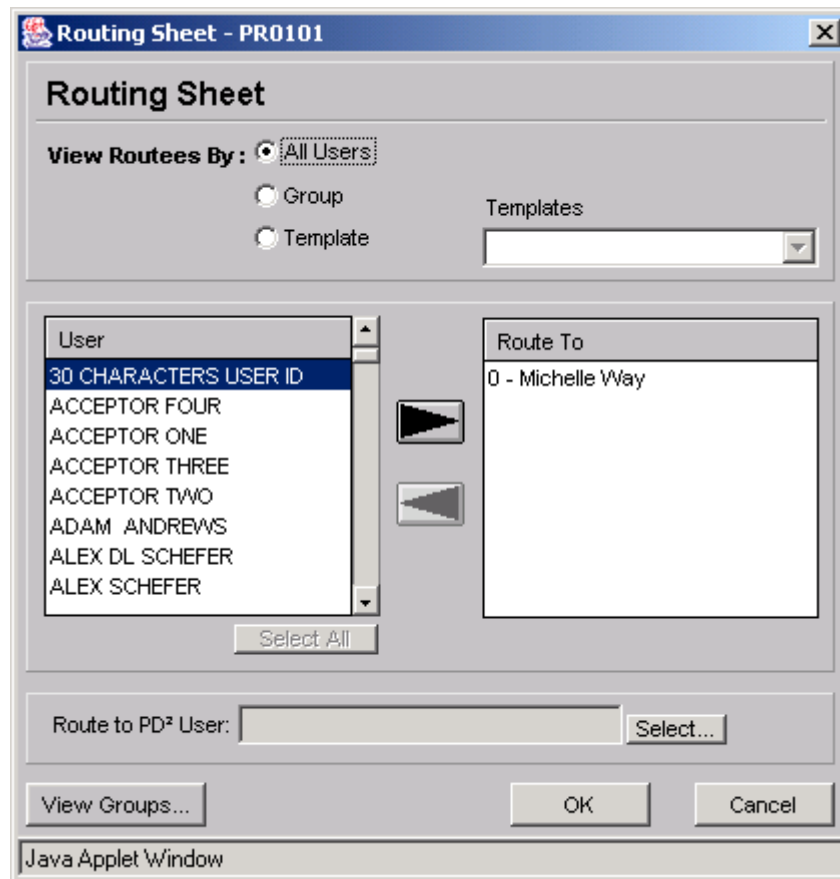 Routing Sheet - PR0101
Routing Sheet
View Routees By: All Users
Group
Template
Templates
User
30 CHARACTERS USER ID
ACCEPTOR FOUR
ACCEPTOR ONE
ACCEPTOR THREE
ACCEPTOR TWO
ADAM  ANDREWS
ALEX DL SCHEFER
ALEX SCHEFER
Select All
Route To
0 - Michelle Way
Route to PD² User:
Select...
View Groups...
OK
Cancel
Java Applet Window